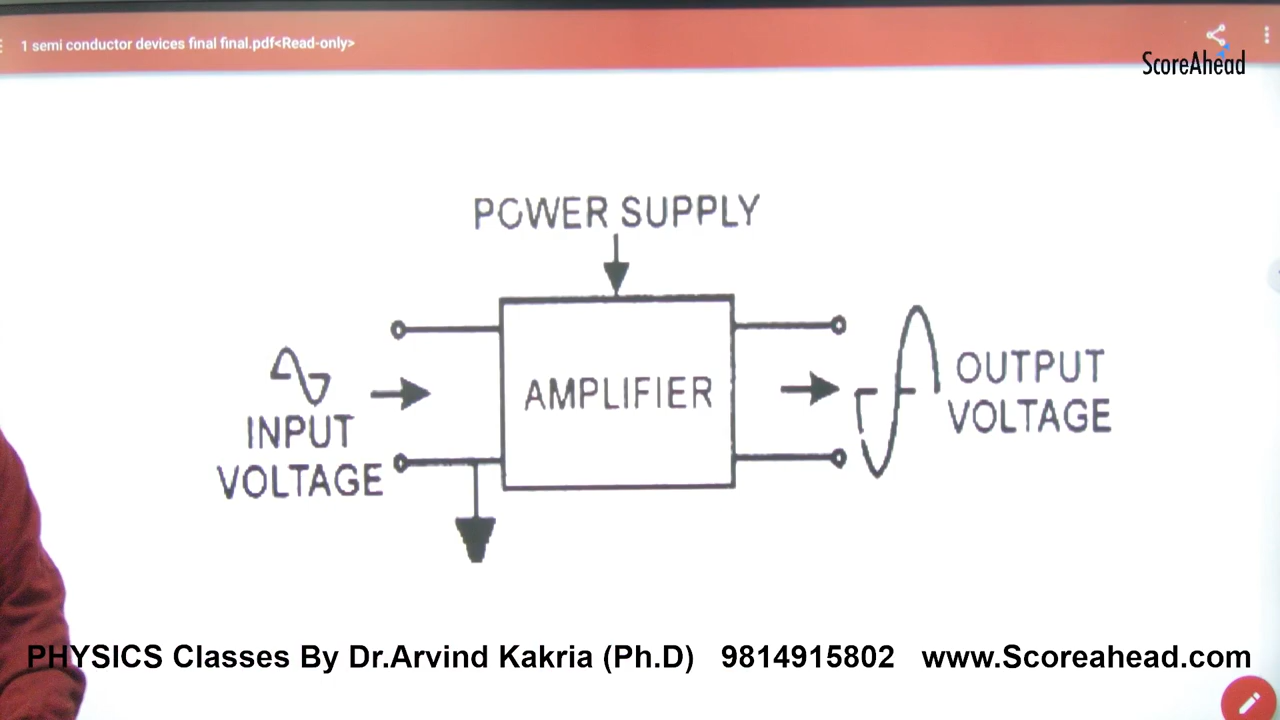 1 semi conductor devices final final.pdf<Read-only>
ScoreAhead
POWER SUPPLY
AMPLIFIER
INPUT
VOLTAGE
OUTPUT
VOLTAGE
PHYSICS Classes By Dr.Arvind Kakria (Ph.D) 9814915802 www.Scoreahead.com